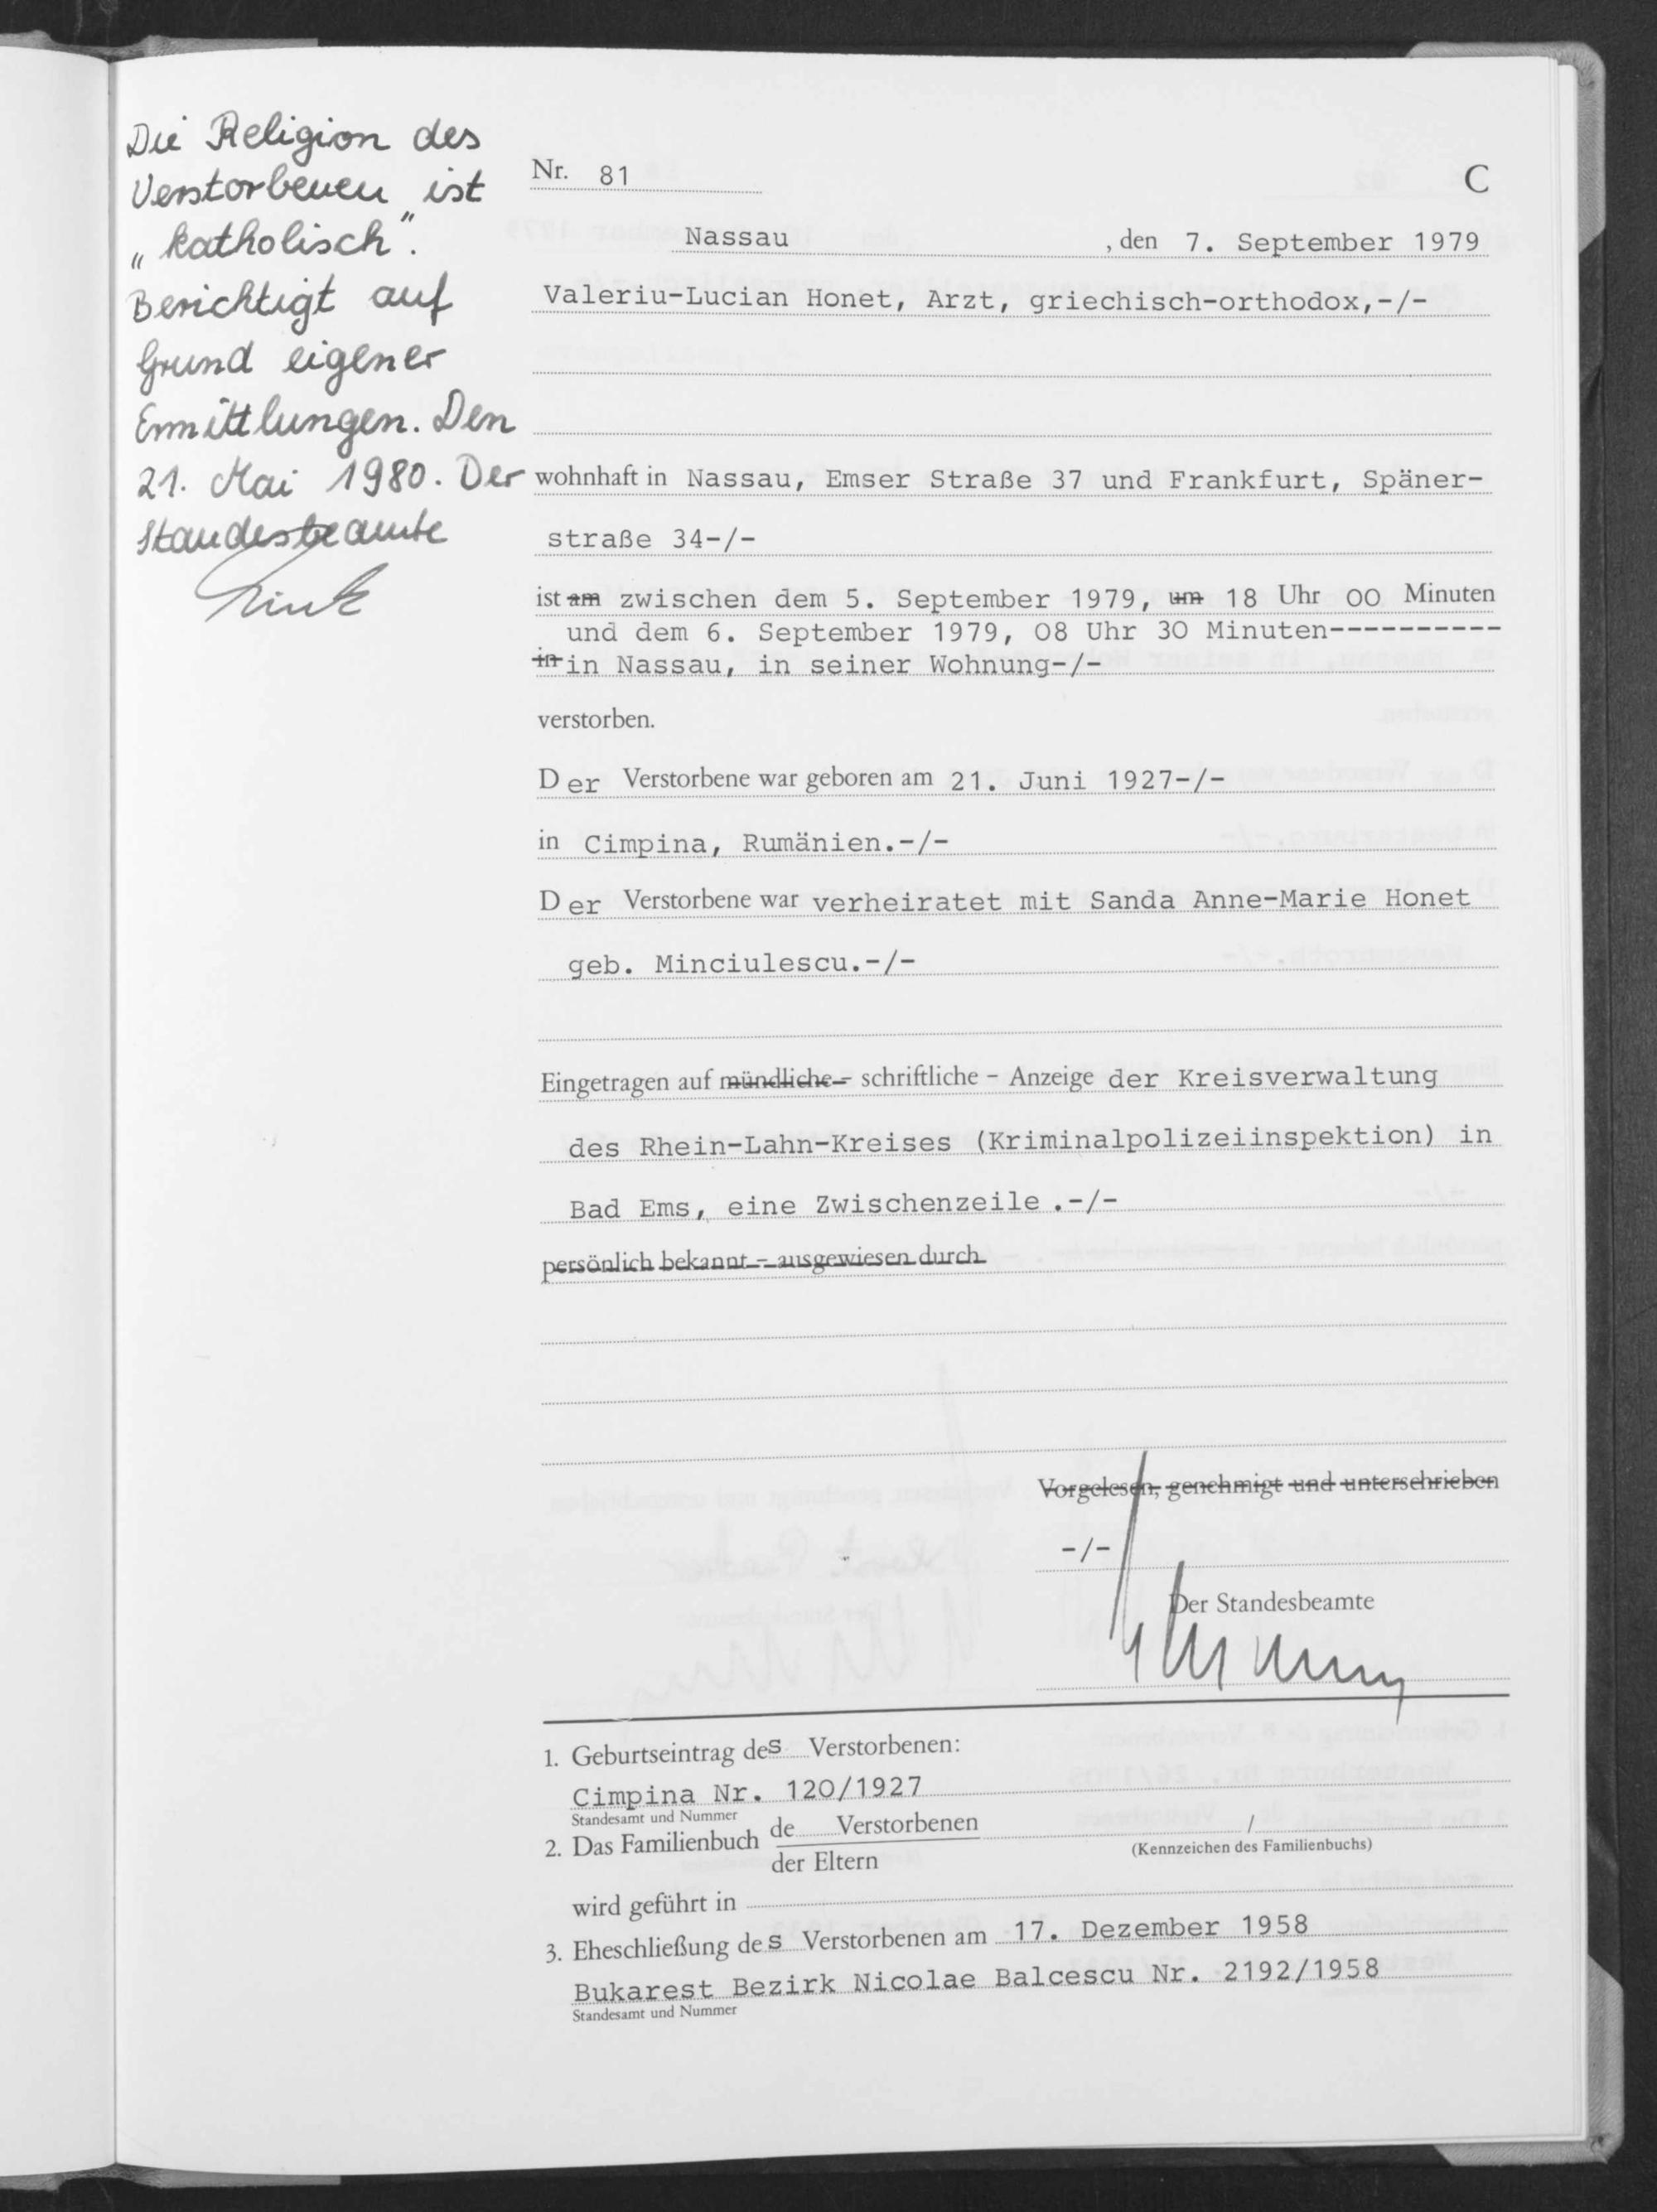 Die Religion des
Verstorbenen ist
„katholisch".
Berichtigt auf
Grund eigener
Ermittlungen. Den
21. Mai 1980. Der
Standesbeamte
Nr. 81
C
Nassau , den 7. September 1979
Valeriu-Lucian Honet, Arzt, griechisch-orthodox,-/-
wohnhaft in Nassau, Emser Straße 37 und Frankfurt, Späner-
straße 34-/-
ist am zwischen dem 5. September 1979, um 18 Uhr 00 Minuten
und dem 6. September 1979, 08 Uhr 30 Minuten----------
in in Nassau, in seiner Wohnung-/-
verstorben.
Der Verstorbene war geboren am 21. Juni 1927-/-
in Cimpina, Rumänien.-/-
Der Verstorbene war verheiratet mit Sanda Anne-Marie Honet
geb. Minciulescu.-/-
Eingetragen auf mündliche - schriftliche - Anzeige der Kreisverwaltung
des Rhein-Lahn-Kreises (Kriminalpolizeiinspektion) in
Bad Ems, eine Zwischenzeile .-/-
persönlich bekannt - ausgewiesen durch
Vorgelesen, genehmigt und unterschrieben
-/-
Der Standesbeamte
1. Geburtseintrag des Verstorbenen:
Cimpina Nr. 120/1927
Standesamt und Nummer
2. Das Familienbuch de Verstorbenen /
der Eltern (Kennzeichen des Familienbuchs)
wird geführt in
3. Eheschließung des Verstorbenen am 17. Dezember 1958
Bukarest Bezirk Nicolae Balcescu Nr. 2192/1958
Standesamt und Nummer